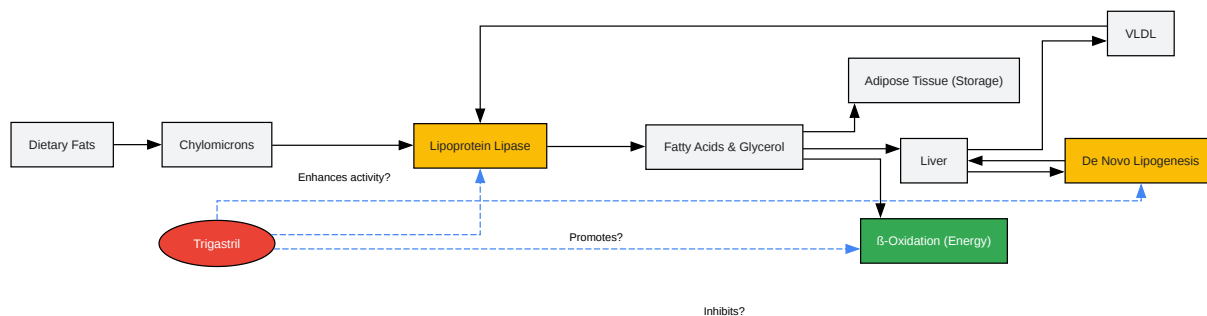 VLDL
Adipose Tissue (Storage)
Dietary Fats
Chylomicrons
Lipoprotein Lipase
Fatty Acids & Glycerol
Liver
De Novo Lipogenesis
Enhances activity?
Trigastril
Promotes?
ß-Oxidation (Energy)
Inhibits?